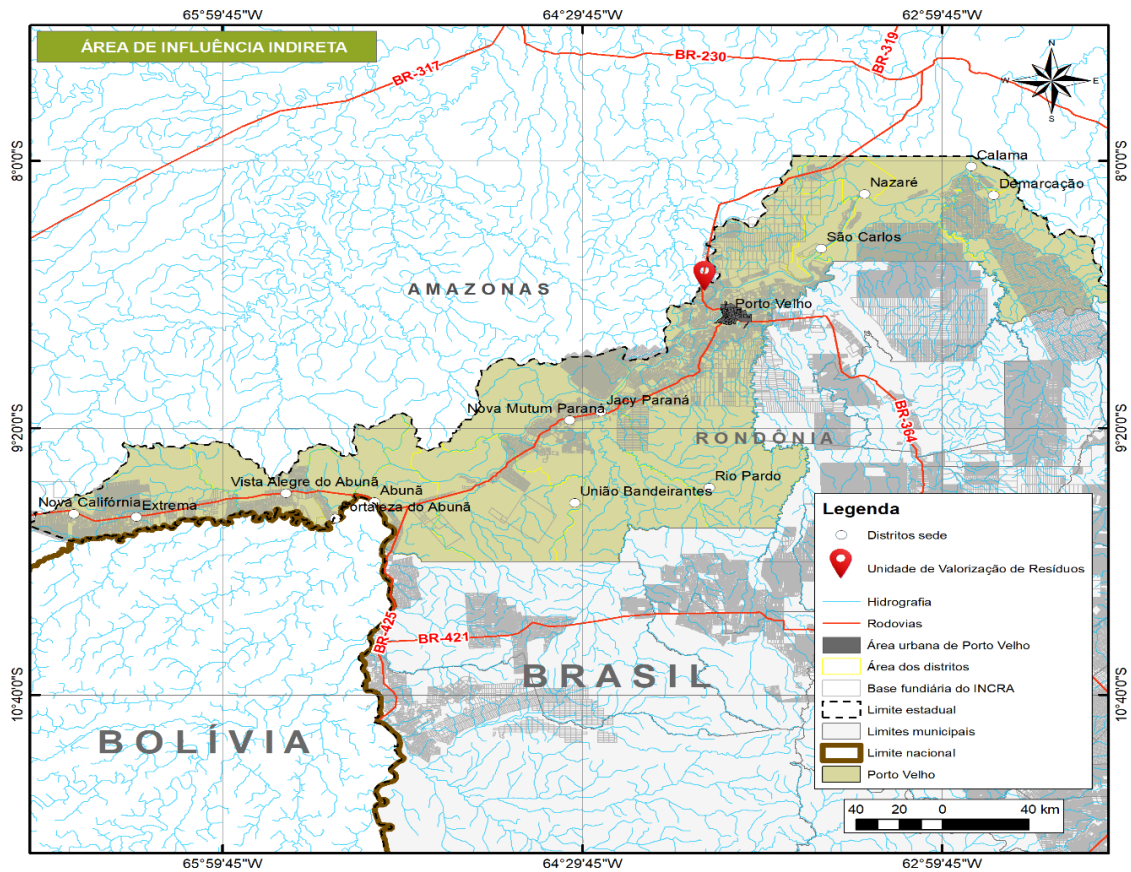 65°59'45"W 64°29'45"W 62°59'45"W
ÁREA DE INFLUÊNCIA INDIRETA
BR-317
BR-230
BR-319
N
W E
S
8°0'0"S 8°0'0"S
Calama
Nazaré
Demarcação
São Carlos
AMAZONAS
Porto Velho
Nova Mutum Paraná
Jacy Paraná
9°20'0"S 9°20'0"S
RONDÔNIA
BR-364
Vista Alegre do Abunã
Abunã
Rio Pardo
Nova Califórnia
Extrema
Fortaleza do Abunã
União Bandeirantes
BR-425
BR-421
BRASIL
10°40'0"S 10°40'0"S
BOLÍVIA
Legenda
Distritos sede
Unidade de Valorização de Resíduos
Hidrografia
Rodovias
Área urbana de Porto Velho
Área dos distritos
Base fundiária do INCRA
Limite estadual
Limites municipais
Limite nacional
Porto Velho
40 20 0 40 km
65°59'45"W 64°29'45"W 62°59'45"W